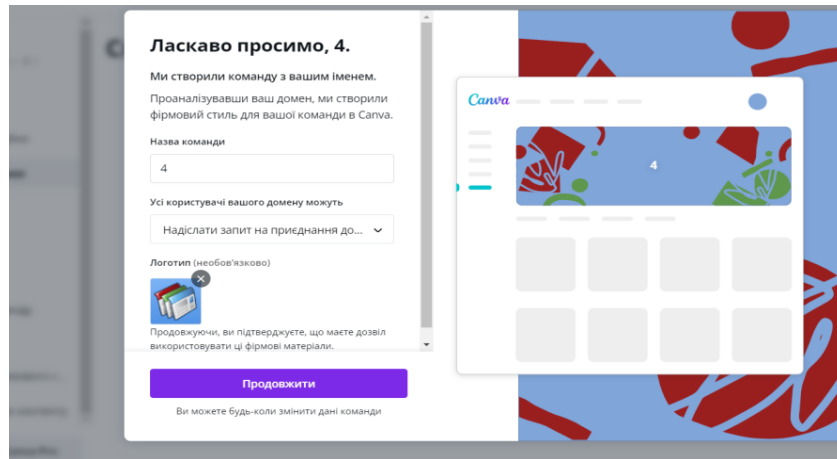 Ласкаво просимо, 4.
Ми створили команду з вашим іменем.
Проаналізувавши ваш домен, ми створили
фірмовий стиль для вашої команди в Canva.
Назва команди
4
Усі користувачі вашого домену можуть
Надіслати запит на приєднання до...
Логотип (необов'язково)
Продовжуючи, ви підтверджуєте, що маєте дозвіл
використовувати ці фірмові матеріали.
Продовжити
Ви можете будь-коли змінити дані команди
Canva
4